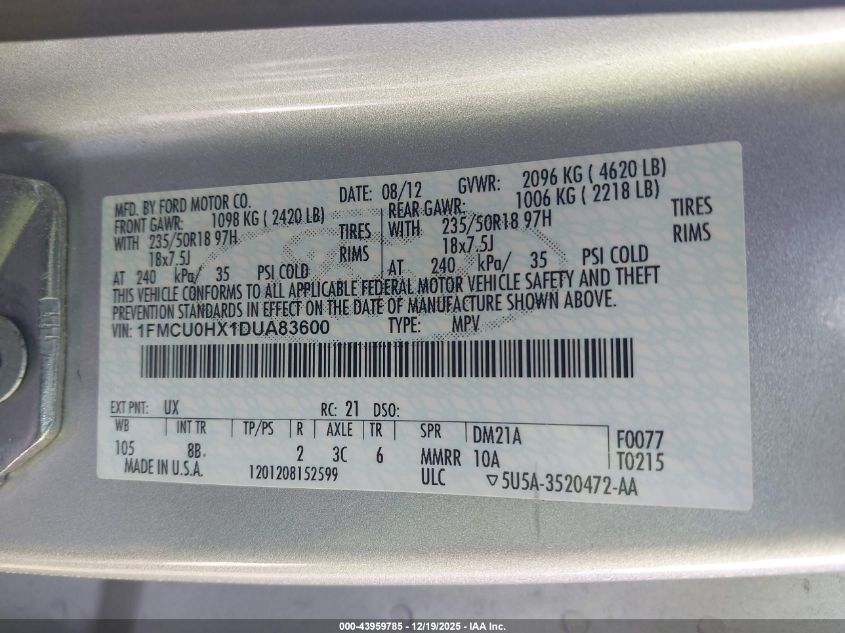 MFD. BY FORD MOTOR CO. DATE: 08/12 GVWR: 2096 KG ( 4620 LB)
FRONT GAWR: 1098 KG ( 2420 LB) REAR GAWR: 1006 KG ( 2218 LB)
WITH 235/50R18 97H TIRES WITH 235/50R18 97H TIRES
18x7.5J RIMS 18x7.5J RIMS
AT 240 kPa/ 35 PSI COLD AT 240 kPa/ 35 PSI COLD
THIS VEHICLE CONFORMS TO ALL APPLICABLE FEDERAL MOTOR VEHICLE SAFETY AND THEFT
PREVENTION STANDARDS IN EFFECT ON THE DATE OF MANUFACTURE SHOWN ABOVE.
VIN: 1FMCU0HX1DUA83600 TYPE: MPV
EXT PNT: UX RC: 21 DSO:
WB INT TR TP/PS R AXLE TR SPR DM21A F0077
105 8B 2 3C 6 MMRR 10A T0215
MADE IN U.S.A. 1201208152599 ULC ▽5U5A-3520472-AA
000-43959785 - 12/19/2025 - IAA Inc.